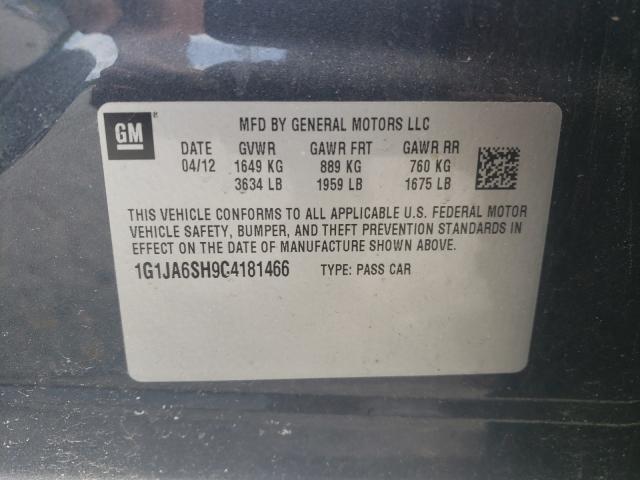 GM
MFD BY GENERAL MOTORS LLC
DATE GVWR GAWR FRT GAWR RR
04/12 1649 KG 889 KG 760 KG
3634 LB 1959 LB 1675 LB
THIS VEHICLE CONFORMS TO ALL APPLICABLE U.S. FEDERAL MOTOR
VEHICLE SAFETY, BUMPER, AND THEFT PREVENTION STANDARDS IN
EFFECT ON THE DATE OF MANUFACTURE SHOWN ABOVE.
1G1JA6SH9C4181466 TYPE: PASS CAR